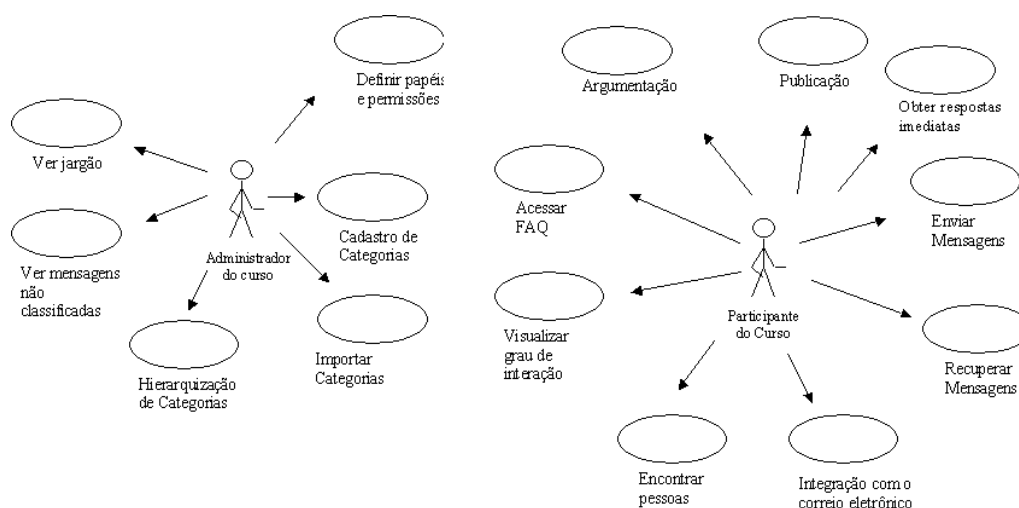 Definir papéis
e permissões
Ver jargão
Cadastro de
Categorias
Administrador
do curso
Ver mensagens
não
classificadas
Importar
Categorias
Hierarquização
de Categorias
Argumentação
Publicação
Obter respostas
imediatas
Acessar
FAQ
Enviar
Mensagens
Participante
do Curso
Visualizar
grau de
interação
Recuperar
Mensagens
Encontrar
pessoas
Integração com o
correio eletrônico